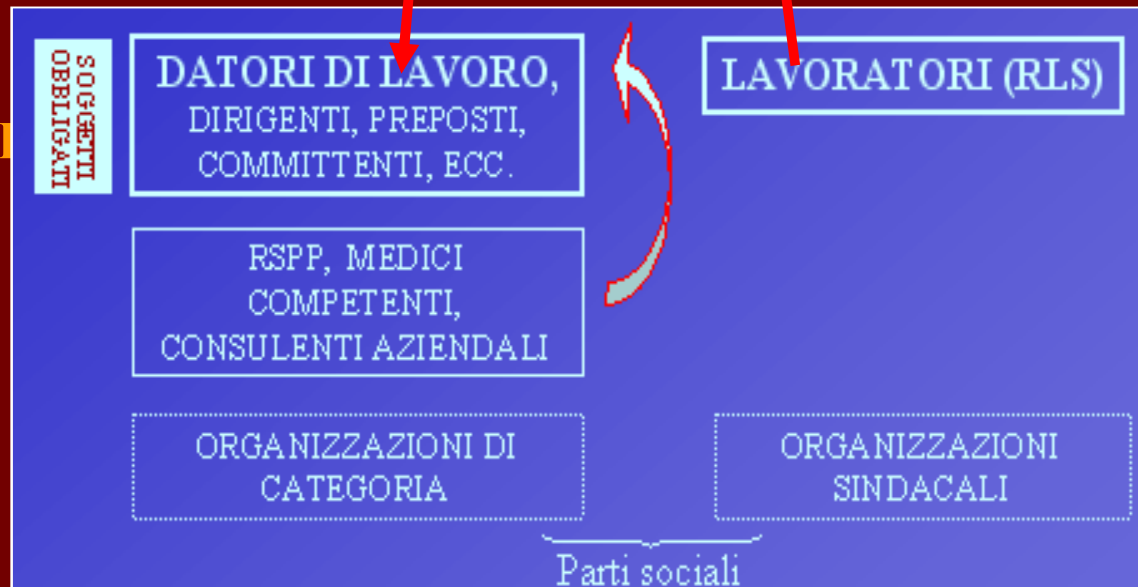 SOGGETTI
OBBLIGATI
DATORI DI LAVORO,
DIRIGENTI, PREPOSTI,
COMMITTENTI, ECC.
LAVORATORI (RLS)
RSPP, MEDICI
COMPETENTI,
CONSULENTI AZIENDALI
ORGANIZZAZIONI DI
CATEGORIA
ORGANIZZAZIONI
SINDACALI
Parti sociali